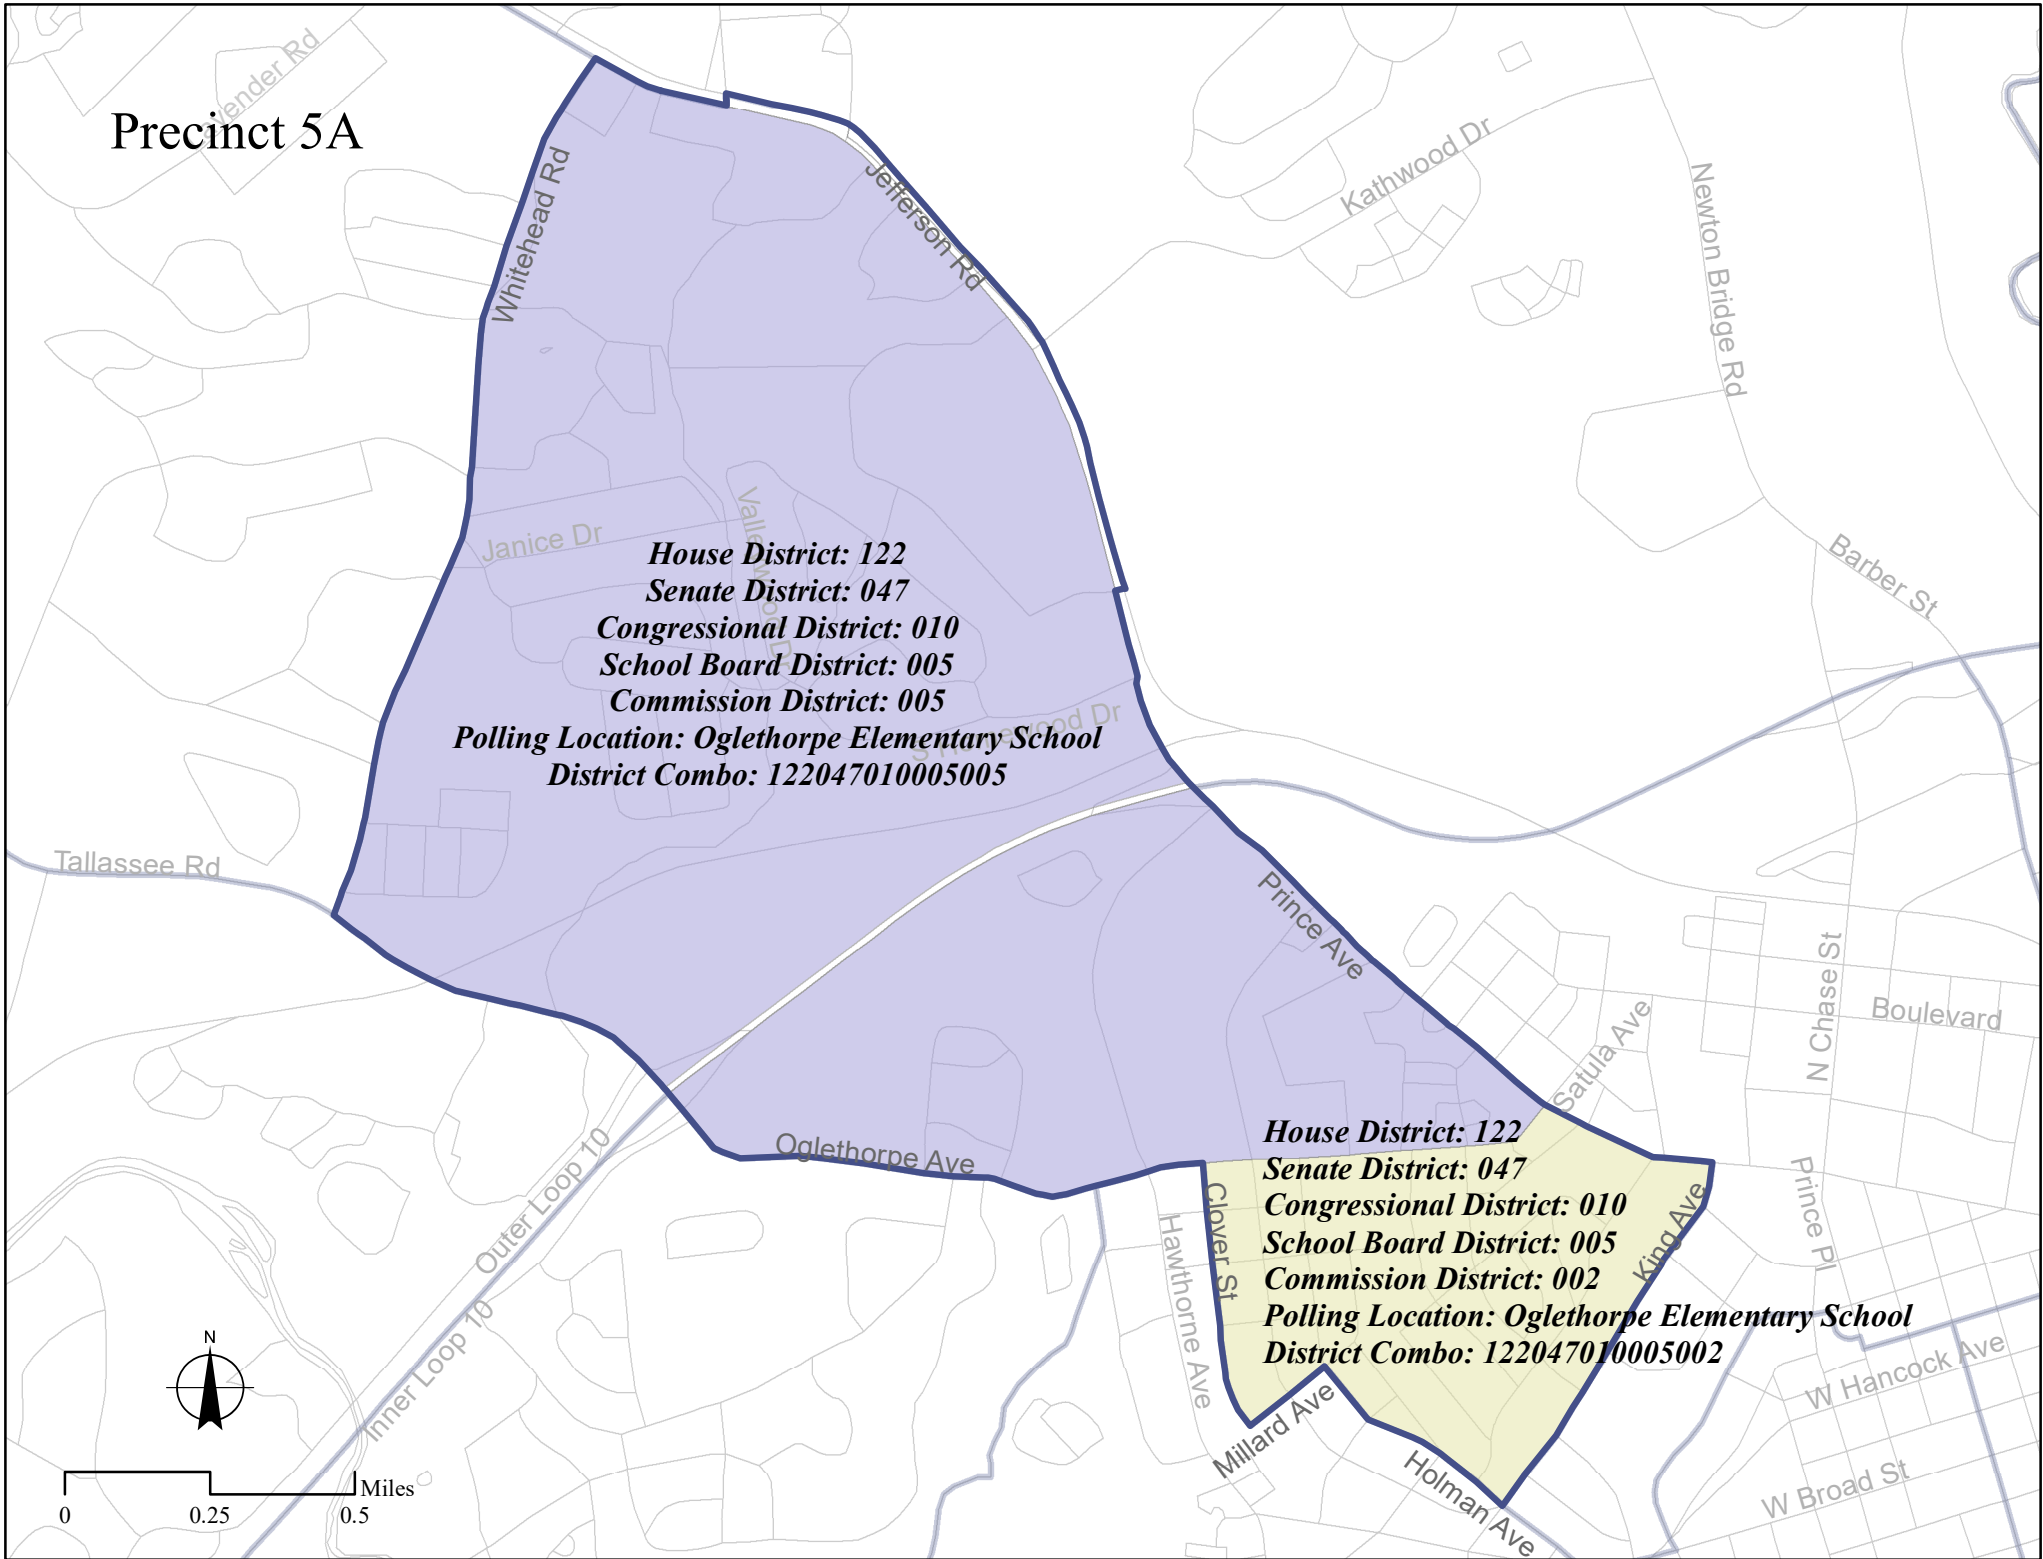 Precinct 5A
Whitehead Rd
Jefferson Rd
Kathwood Dr
Newton Bridge Rd
Janice Dr
House District: 122
Senate District: 047
Congressional District: 010
School Board District: 005
Commission District: 005
Polling Location: Oglethorpe Elementary School
District Combo: 122047010005005
Barber St
Tallassee Rd
Prince Ave
N Chase St
Boulevard
Satula Ave
Oglethorpe Ave
Outer Loop 10
Inner Loop 10
Hawthorne Ave
Clover St
House District: 122
Senate District: 047
Congressional District: 010
School Board District: 005
Commission District: 002
Polling Location: Oglethorpe Elementary School
District Combo: 122047010005002
King Ave
Prince Pl
W Hancock Ave
Millard Ave
Holman Ave
W Broad St
N
Miles
0 0.25 0.5